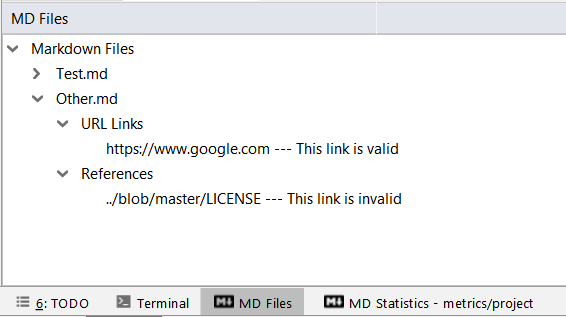 MD Files
Markdown Files
Test.md
Other.md
URL Links
https://www.google.com --- This link is valid
References
../blob/master/LICENSE --- This link is invalid
6: TODO Terminal M↓ MD Files M↓ MD Statistics - metrics/project